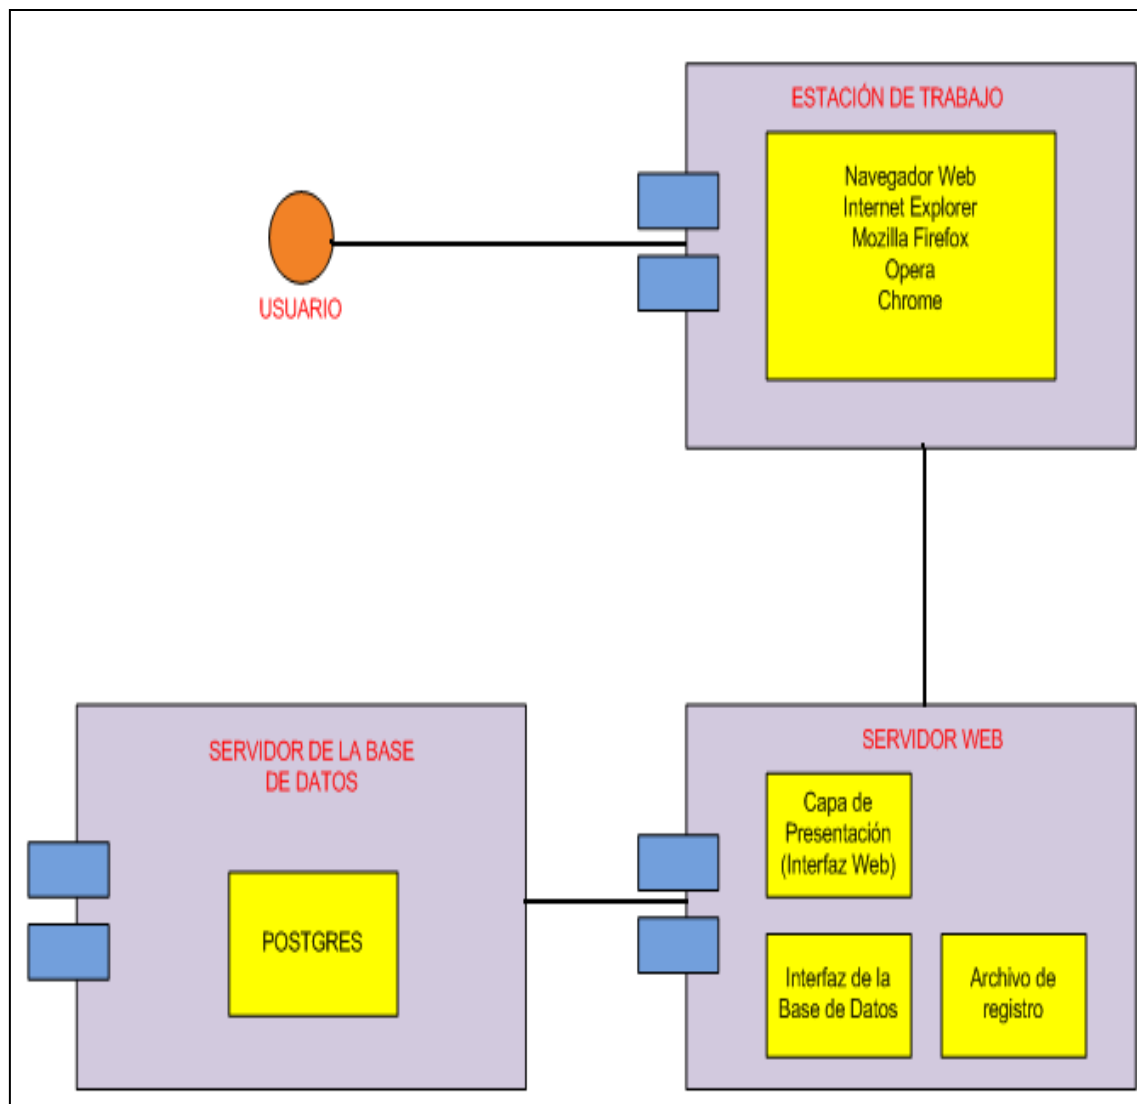 ESTACIÓN DE TRABAJO
Navegador Web
Internet Explorer
Mozilla Firefox
Opera
Chrome
USUARIO
SERVIDOR DE LA BASE
DE DATOS
POSTGRES
SERVIDOR WEB
Capa de
Presentación
(Interfaz Web)
Interfaz de la
Base de Datos
Archivo de
registro